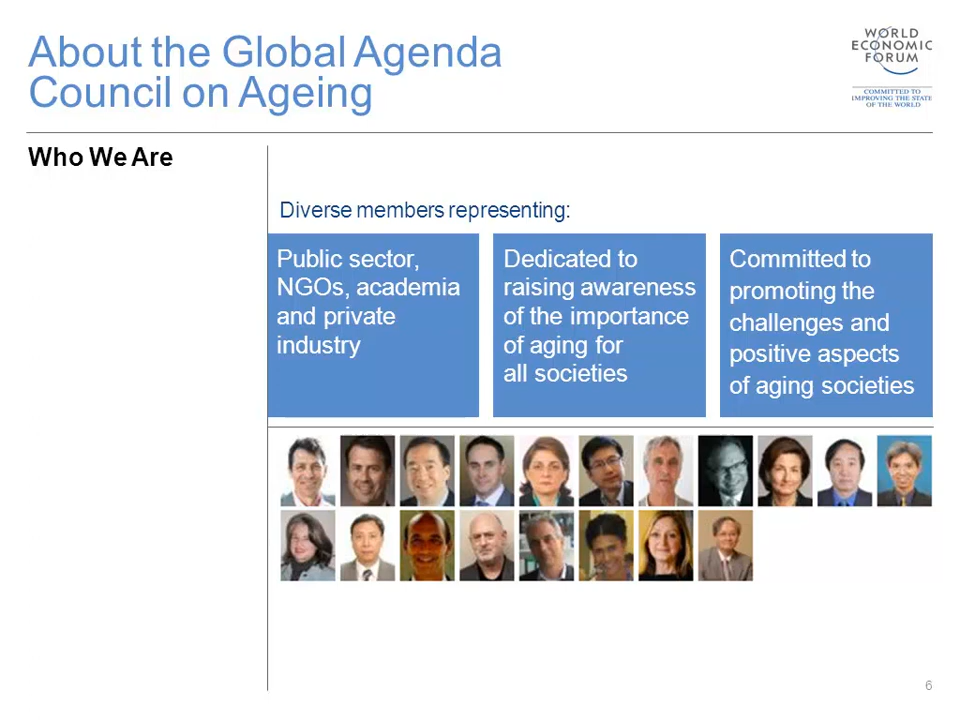 About the Global Agenda
Council on Ageing
WORLD
ECONOMIC
FORUM
COMMITTED TO
IMPROVING THE STATE
OF THE WORLD
Who We Are
Diverse members representing:
Public sector,
NGOs, academia
and private
industry
Dedicated to
raising awareness
of the importance
of aging for
all societies
Committed to
promoting the
challenges and
positive aspects
of aging societies
6